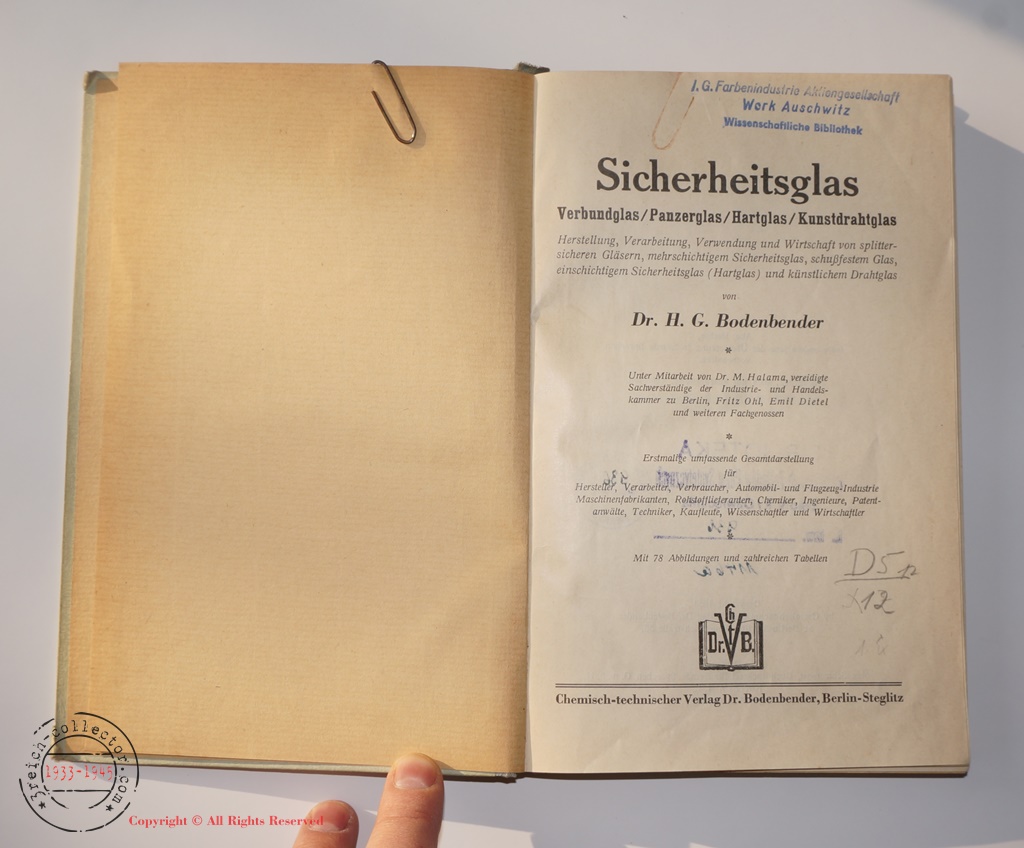 I. G. Farbenindustrie Aktiengesellschaft
Werk Auschwitz
Wissenschaftliche Bibliothek
Sicherheitsglas
Verbundglas/Panzerglas/Hartglas/Kunstdrahtglas
Herstellung, Verarbeitung, Verwendung und Wirtschaft von splitter-
sicheren Gläsern, mehrschichtigem Sicherheitsglas, schußfestem Glas,
einschichtigem Sicherheitsglas (Hartglas) und künstlichem Drahtglas
von
Dr. H. G. Bodenbender
*
Unter Mitarbeit von Dr. M. Halama, vereidigte
Sachverständige der Industrie- und Handels-
kammer zu Berlin, Fritz Ohl, Emil Dietel
und weiteren Fachgenossen
*
Erstmalige umfassende Gesamtdarstellung
für
Hersteller, Verarbeiter, Verbraucher, Automobil- und Flugzeug-Industrie
Maschinenfabrikanten, Rohstofflieferanten, Chemiker, Ingenieure, Patent-
anwälte, Techniker, Kaufleute, Wissenschaftler und Wirtschaftler
*
Mit 78 Abbildungen und zahlreichen Tabellen
D5
12
Ch
t
Dr. V B.
Chemisch-technischer Verlag Dr. Bodenbender, Berlin-Steglitz
3reich-collector.com
1933-1945
Copyright © All Rights Reserved